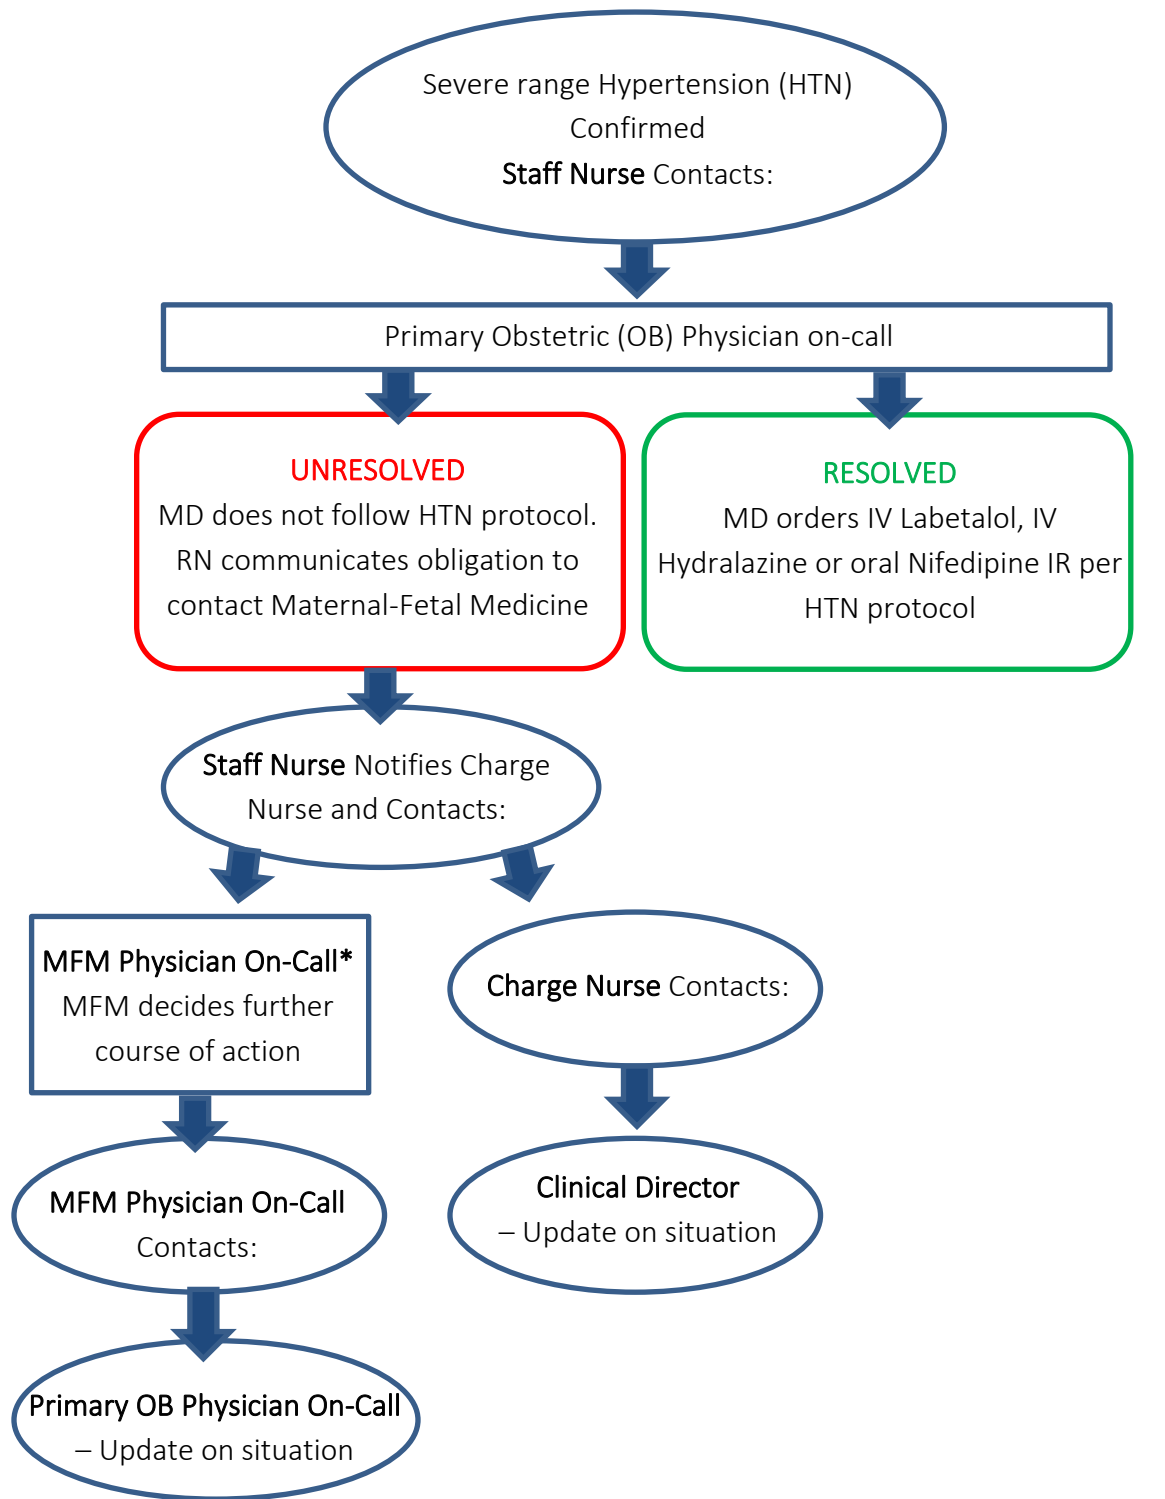 Severe range Hypertension (HTN)
Confirmed
Staff Nurse Contacts:
Primary Obstetric (OB) Physician on-call
UNRESOLVED
MD does not follow HTN protocol.
RN communicates obligation to
contact Maternal-Fetal Medicine
RESOLVED
MD orders IV Labetalol, IV
Hydralazine or oral Nifedipine IR per
HTN protocol
Staff Nurse Notifies Charge
Nurse and Contacts:
MFM Physician On-Call*
MFM decides further
course of action
Charge Nurse Contacts:
MFM Physician On-Call
Contacts:
Clinical Director
– Update on situation
Primary OB Physician On-Call
– Update on situation